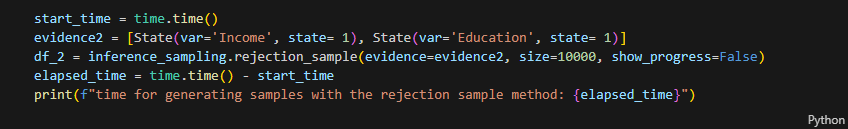 start_time = time.time()
evidence2 = [State(var='Income', state= 1), State(var='Education', state= 1)]
df_2 = inference_sampling.rejection_sample(evidence=evidence2, size=10000, show_progress=False)
elapsed_time = time.time() - start_time
print(f"time for generating samples with the rejection sample method: {elapsed_time}")
Python